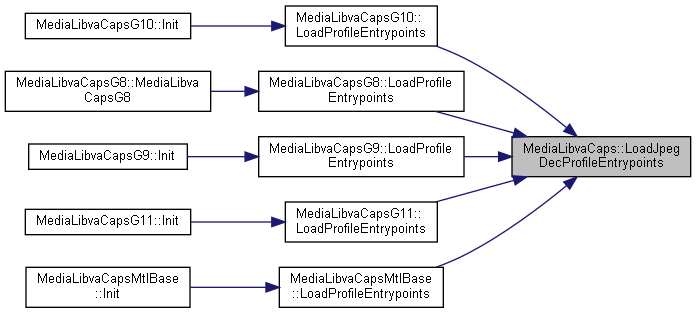 MediaLibvaCapsG10::Init
MediaLibvaCapsG10::
LoadProfileEntrypoints
MediaLibvaCapsG8::MediaLibva
CapsG8
MediaLibvaCapsG8::LoadProfile
Entrypoints
MediaLibvaCaps::LoadJpeg
DecProfileEntrypoints
MediaLibvaCapsG9::Init
MediaLibvaCapsG9::LoadProfile
Entrypoints
MediaLibvaCapsG11::Init
MediaLibvaCapsG11::
LoadProfileEntrypoints
MediaLibvaCapsMtlBase
::Init
MediaLibvaCapsMtlBase
::LoadProfileEntrypoints